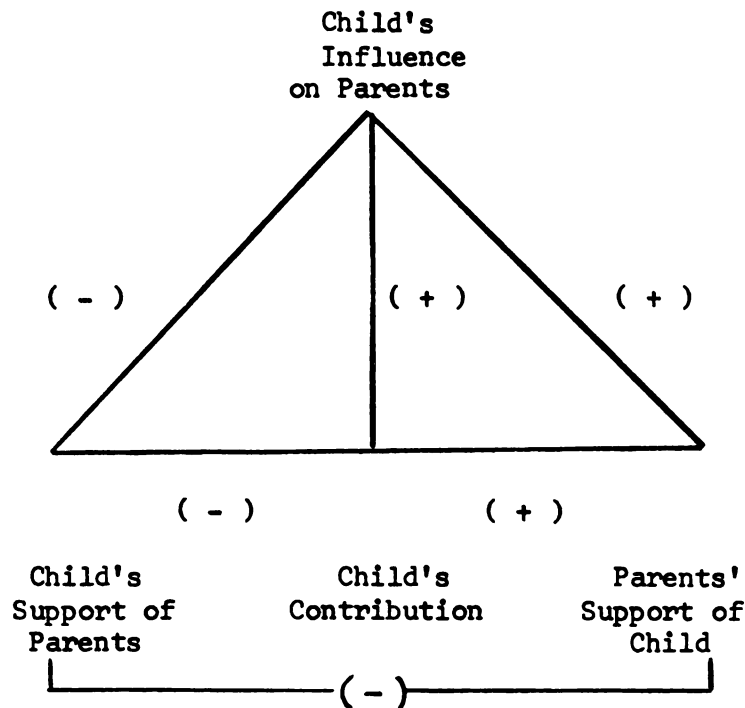 Child's
Influence
on Parents
( - ) ( + ) ( + )
( - ) ( + )
Child's
Support of
Parents
Child's
Contribution
Parents'
Support of
Child
( - )